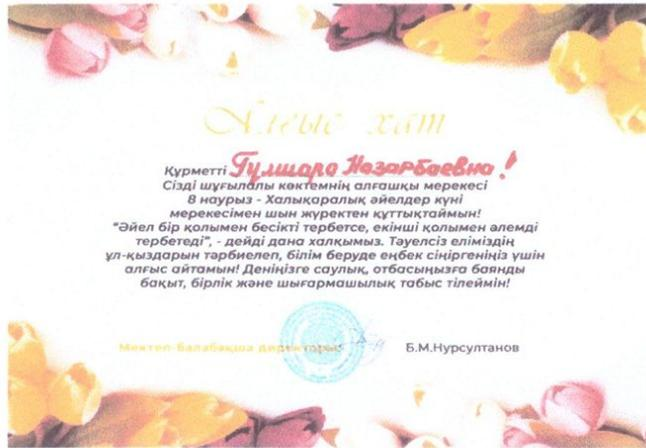 Алғыс хат
Құрметті Гулшара Назарбаевна!
Сізді шұғылалы көктемнің алғашқы мерекесі
8 наурыз - Халықаралық әйелдер күні
мерекесімен шын жүректен құттықтаймын!
"Әйел бір қолымен бесікті тербетсе, екінші қолымен әлемді
тербетеді", - дейді дана халқымыз. Тәуелсіз еліміздің
ұл-қыздарын тәрбиелеп, білім беруде еңбек сіңіргеніңіз үшін
алғыс айтамын! Деніңізге саулық, отбасыңызға баянды
бақыт, бірлік және шығармашылық табыс тілеймін!
Мектеп-балабақша директоры Б.М.Нурсултанов